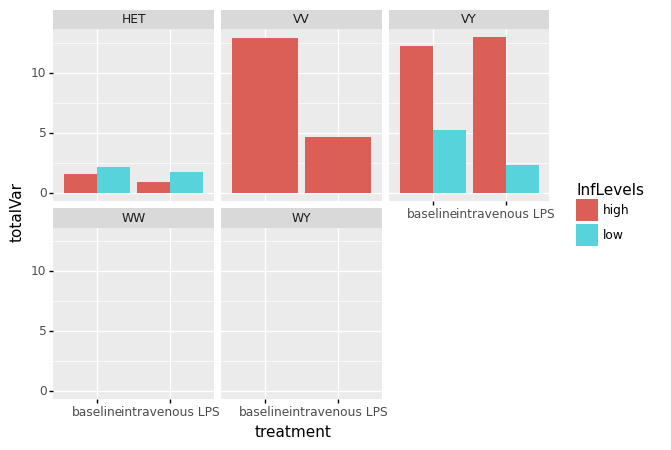 HET VV VY
10
5
0
WW WY
baseline intravenous LPS
10
5
0
baseline intravenous LPS baseline intravenous LPS
treatment
totalVar
InfLevels
high
low